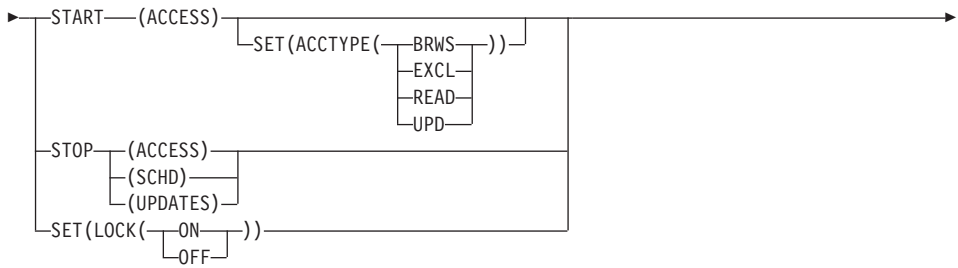 START (ACCESS)
SET(ACCTYPE( BRWS ))
EXCL
READ
UPD
STOP (ACCESS)
(SCHD)
(UPDATES)
SET(LOCK( ON ))
OFF